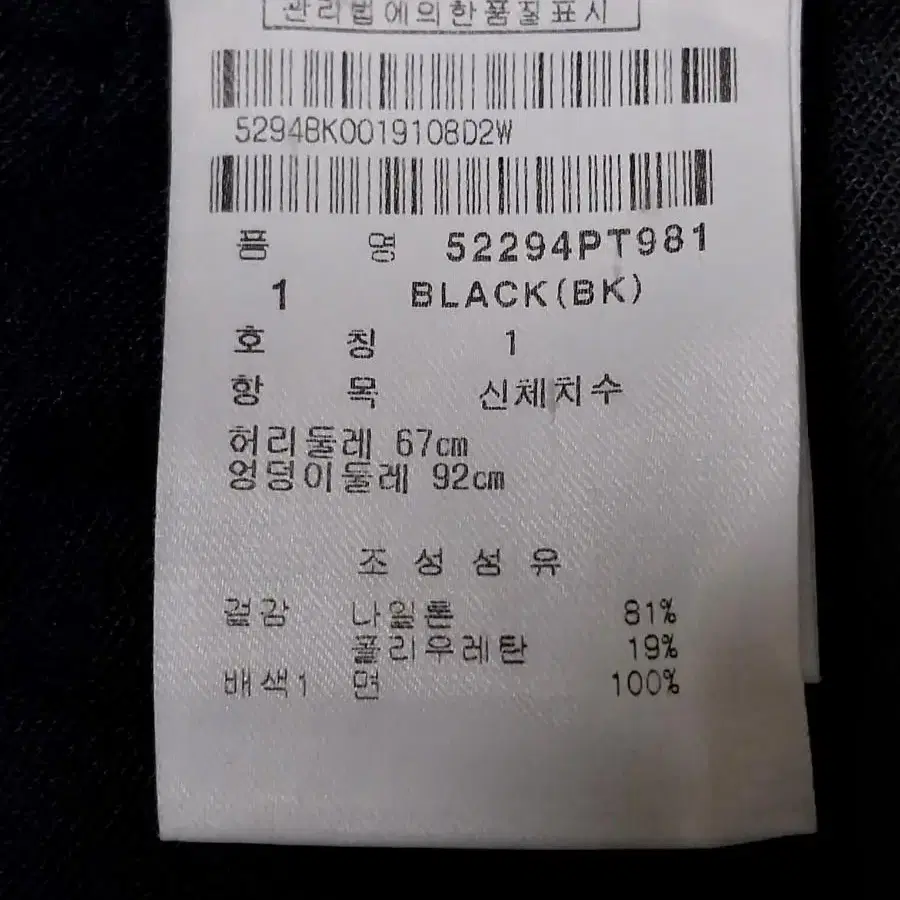 관리법에의한품질표시
5294BK0019108D2W
품 명 52294PT981
1 BLACK(BK)
호 칭 1
항 목 신체치수
허리둘레 67cm
엉덩이둘레 92cm
조성섬유
겉감 나일론 81%
폴리우레탄 19%
배색1 면 100%